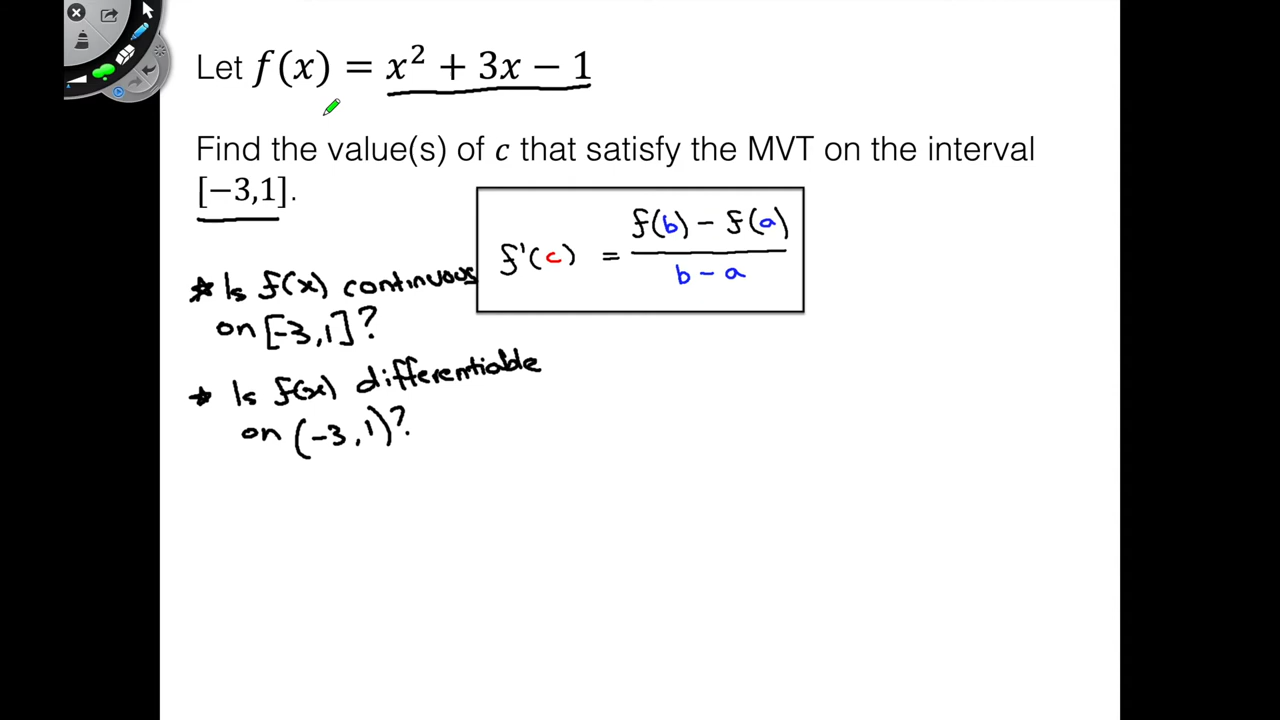 Let f(x) = x² + 3x − 1
Find the value(s) of c that satisfy the MVT on the interval
[−3,1].
f'(c) = f(b) − f(a) / b − a
* Is f(x) continuous
on [-3,1]?
* Is f(x) differentiable
on (-3,1)?